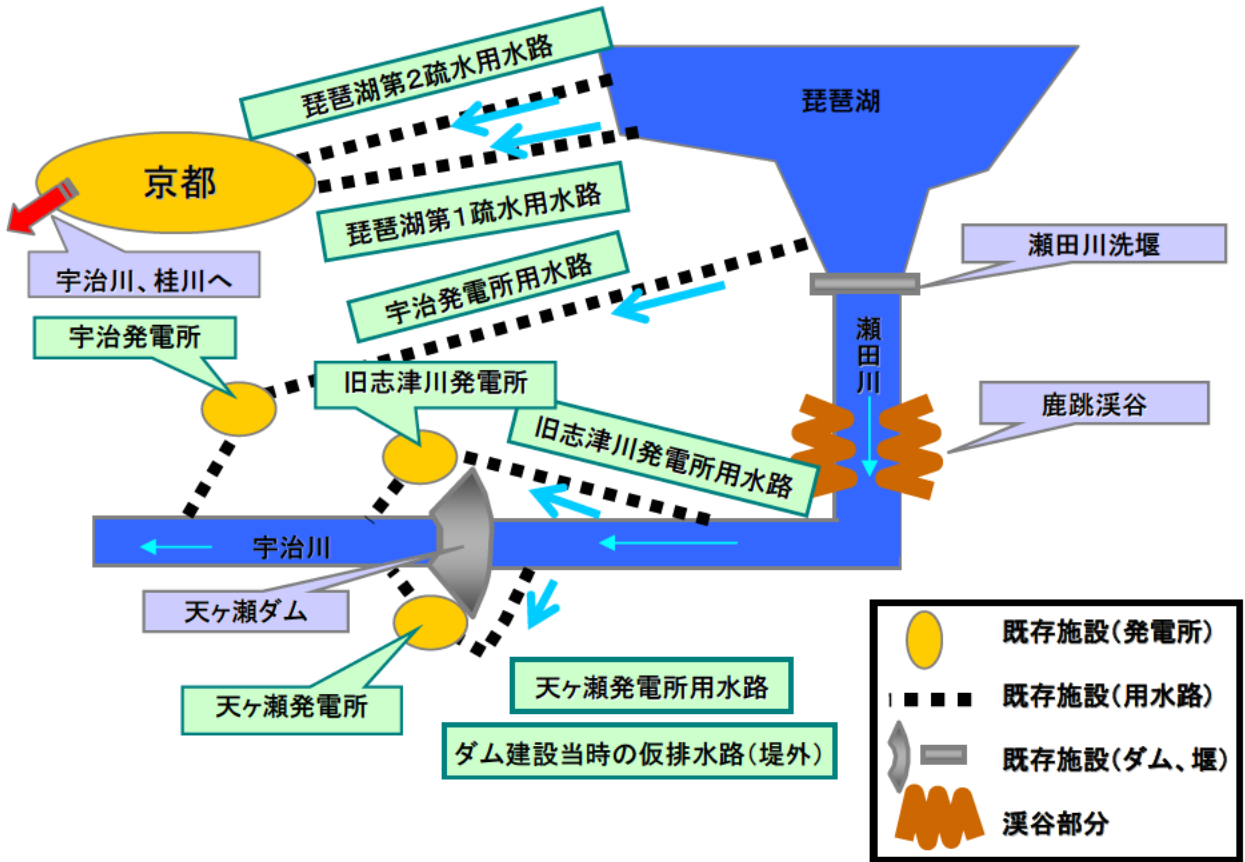 琵琶湖第2疏水用水路
琵琶湖
京都
琵琶湖第1疏水用水路
瀬田川洗堰
宇治川、桂川へ
宇治発電所用水路
宇治発電所
瀬田川
旧志津川発電所
鹿跳渓谷
旧志津川発電所用水路
宇治川
天ヶ瀬ダム
天ヶ瀬発電所
天ヶ瀬発電所用水路
ダム建設当時の仮排水路(堤外)
既存施設(発電所)
既存施設(用水路)
既存施設(ダム、堰)
渓谷部分